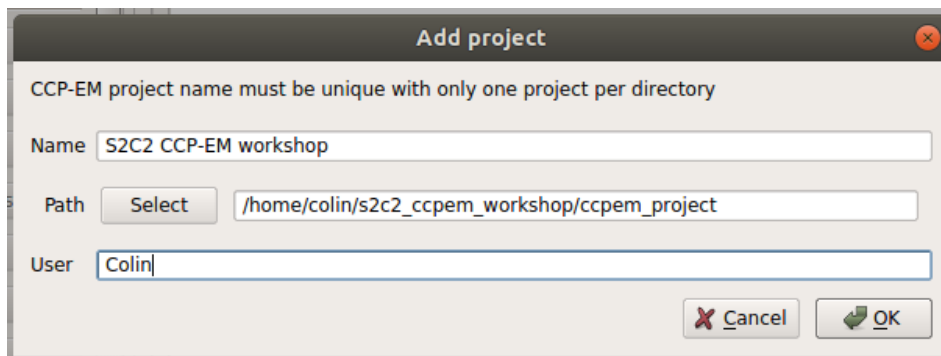 Add project
CCP-EM project name must be unique with only one project per directory
Name S2C2 CCP-EM workshop
Path Select /home/colin/s2c2_ccpem_workshop/ccpem_project
User Colin
Cancel OK